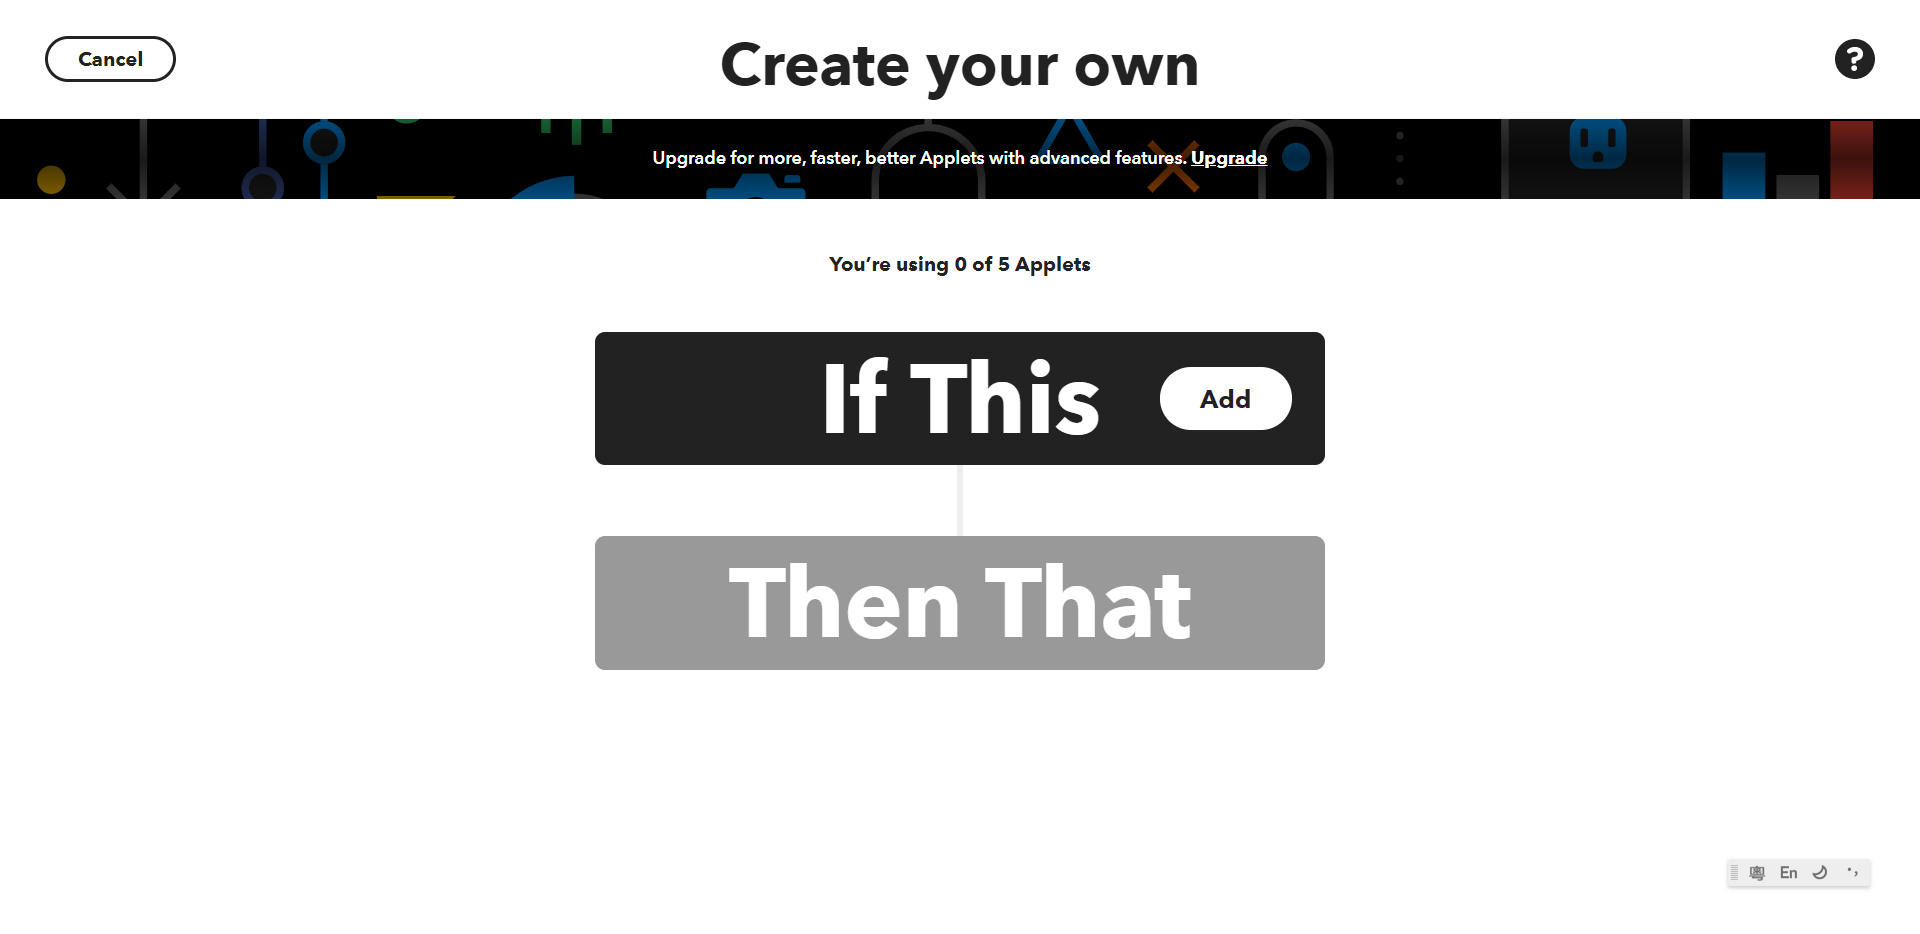 Cancel
Create your own
?
Upgrade for more, faster, better Applets with advanced features. Upgrade
You’re using 0 of 5 Applets
If This
Add
Then That
粵 En